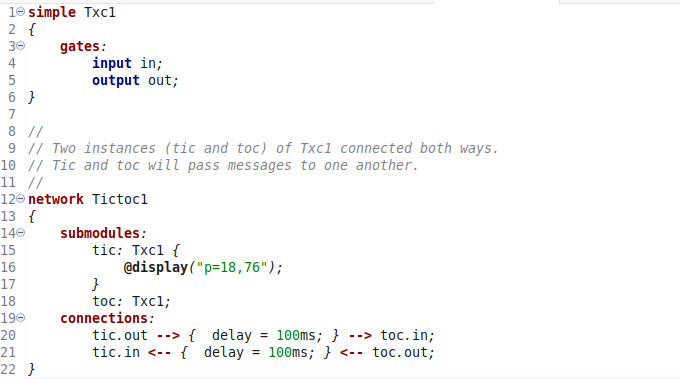 1 simple Txc1
2 {
3     gates:
4         input in;
5         output out;
6 }
7
8 //
9 // Two instances (tic and toc) of Txc1 connected both ways.
10 // Tic and toc will pass messages to one another.
11 //
12 network Tictoc1
13 {
14     submodules:
15         tic: Txc1 {
16             @display("p=18,76");
17         }
18         toc: Txc1;
19     connections:
20         tic.out --> {  delay = 100ms; } --> toc.in;
21         tic.in <-- {  delay = 100ms; } <-- toc.out;
22 }